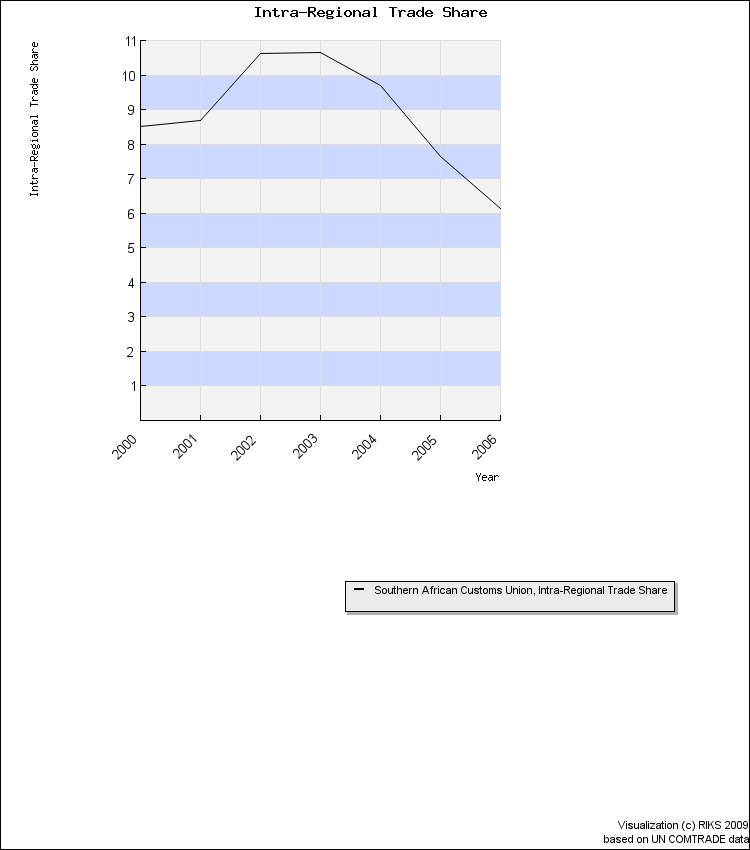 Intra-Regional Trade Share
Intra-Regional Trade Share
11
10
9
8
7
6
5
4
3
2
1
2000 2001 2002 2003 2004 2005 2006
Year
Southern African Customs Union, Intra-Regional Trade Share
Visualization (c) RIKS 2009
based on UN COMTRADE data